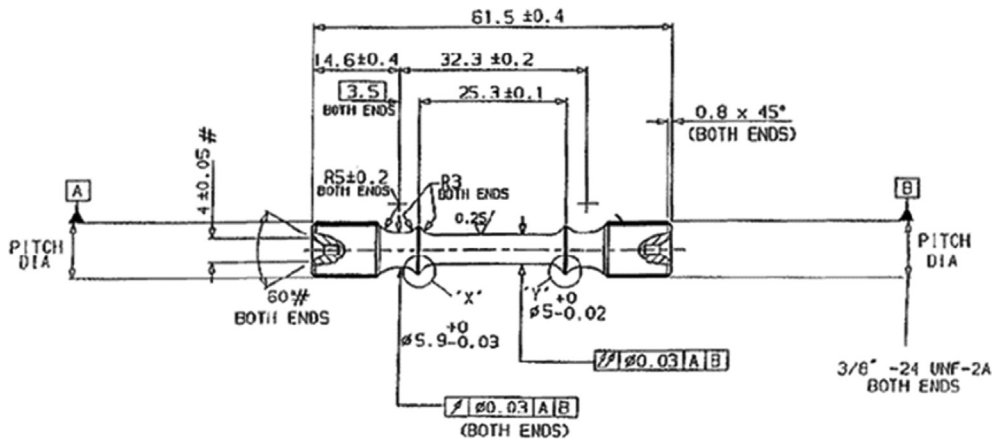 61.5 ±0.4
14.6±0.4
32.3 ±0.2
3.5
BOTH ENDS
25.3±0.1
0.8 x 45°
(BOTH ENDS)
4 ±0.05 #
R5±0.2
BOTH ENDS
R3
BOTH ENDS
0.25/
A
B
PITCH
DIA
PITCH
DIA
60°#
BOTH ENDS
"X"
"Y"
+0
ø5-0.02
+0
ø5.9-0.03
ø0.03 A B
3/8" -24 UNF-2A
BOTH ENDS
ø0.03 A B
(BOTH ENDS)